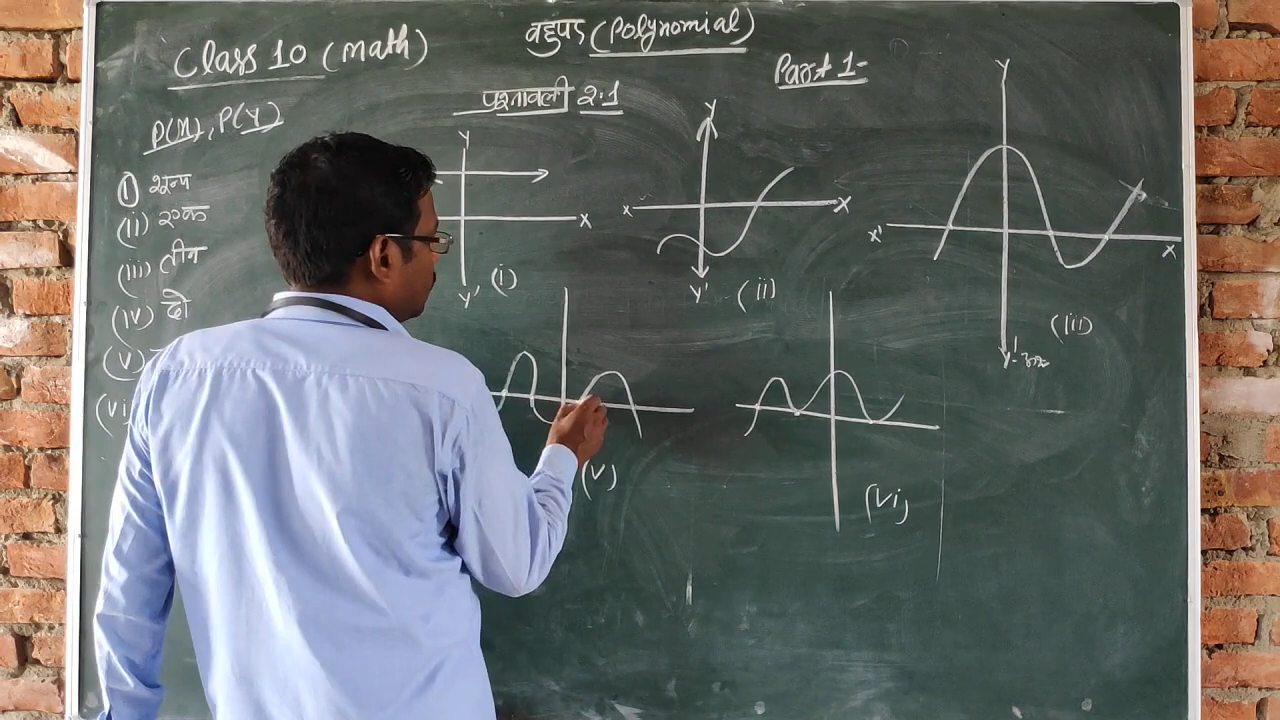 Class 10 (Math)
बहुपद (Polynomial)
Part 1-
प्रश्नावली 2.1
P(x), P(y)
(i) शून्य
(ii) एक
(iii) तीन
(iv) दो
(v)
(vi
Y
X
Y'
(i)
Y
X
X
Y'
(ii)
Y
X'
X
Y'
(iii)
(v)
(vi)